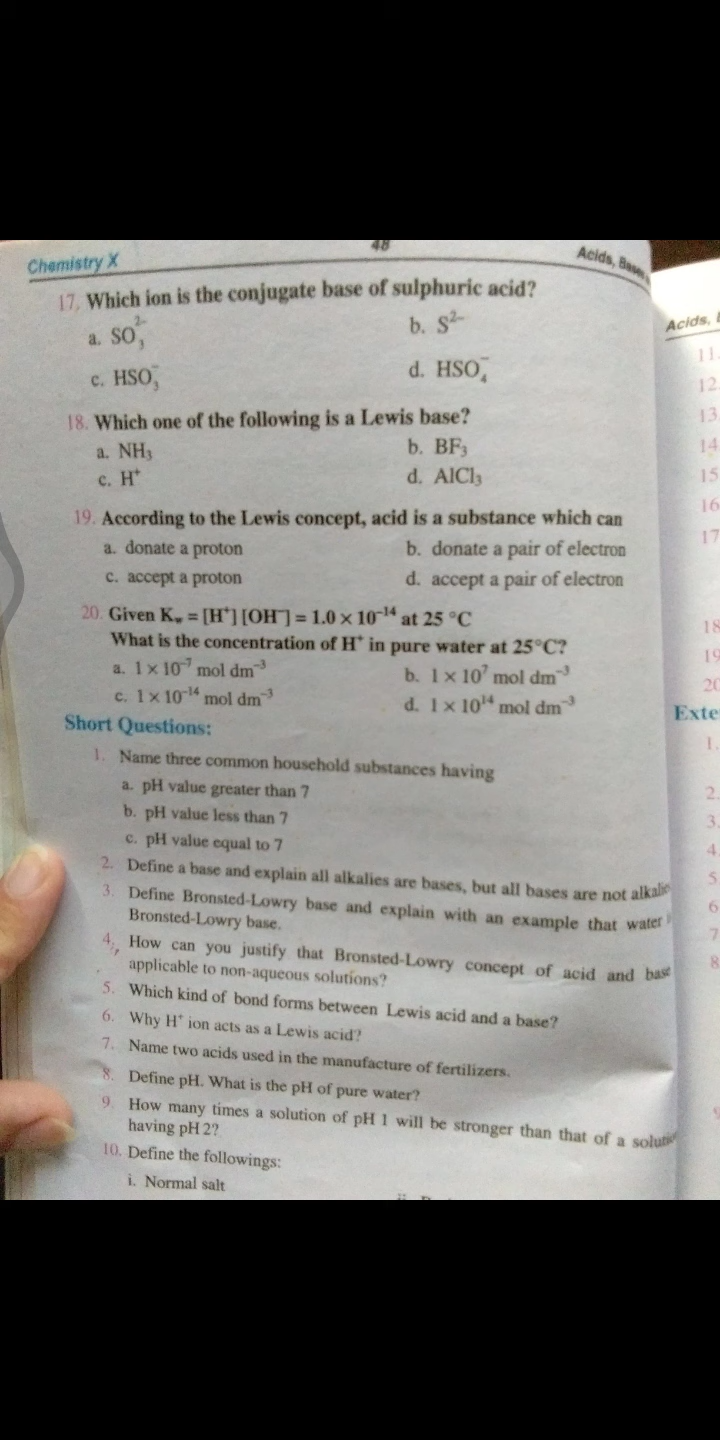 48
Chemistry X
Acids, Bases
17. Which ion is the conjugate base of sulphuric acid?
a. SO₃²⁻ b. S²⁻
c. HSO₃⁻ d. HSO₄⁻
18. Which one of the following is a Lewis base?
a. NH₃ b. BF₃
c. H⁺ d. AlCl₃
19. According to the Lewis concept, acid is a substance which can
a. donate a proton b. donate a pair of electron
c. accept a proton d. accept a pair of electron
20. Given Kw = [H⁺] [OH⁻] = 1.0 × 10⁻¹⁴ at 25 °C
What is the concentration of H⁺ in pure water at 25°C?
a. 1 × 10⁻⁷ mol dm⁻³ b. 1 × 10⁷ mol dm⁻³
c. 1 × 10⁻¹⁴ mol dm⁻³ d. 1 × 10¹⁴ mol dm⁻³
Short Questions:
1. Name three common household substances having
a. pH value greater than 7
b. pH value less than 7
c. pH value equal to 7
2. Define a base and explain all alkalies are bases, but all bases are not alkalie
3. Define Bronsted-Lowry base and explain with an example that water i
Bronsted-Lowry base.
4. How can you justify that Bronsted-Lowry concept of acid and base
applicable to non-aqueous solutions?
5. Which kind of bond forms between Lewis acid and a base?
6. Why H⁺ ion acts as a Lewis acid?
7. Name two acids used in the manufacture of fertilizers.
8. Define pH. What is the pH of pure water?
9. How many times a solution of pH 1 will be stronger than that of a solutio
having pH 2?
10. Define the followings:
i. Normal salt
Acids,
11.
12.
13.
14.
15
16
17
18
19
20
Exte
1.
2.
3.
4
5
6
7
8
9